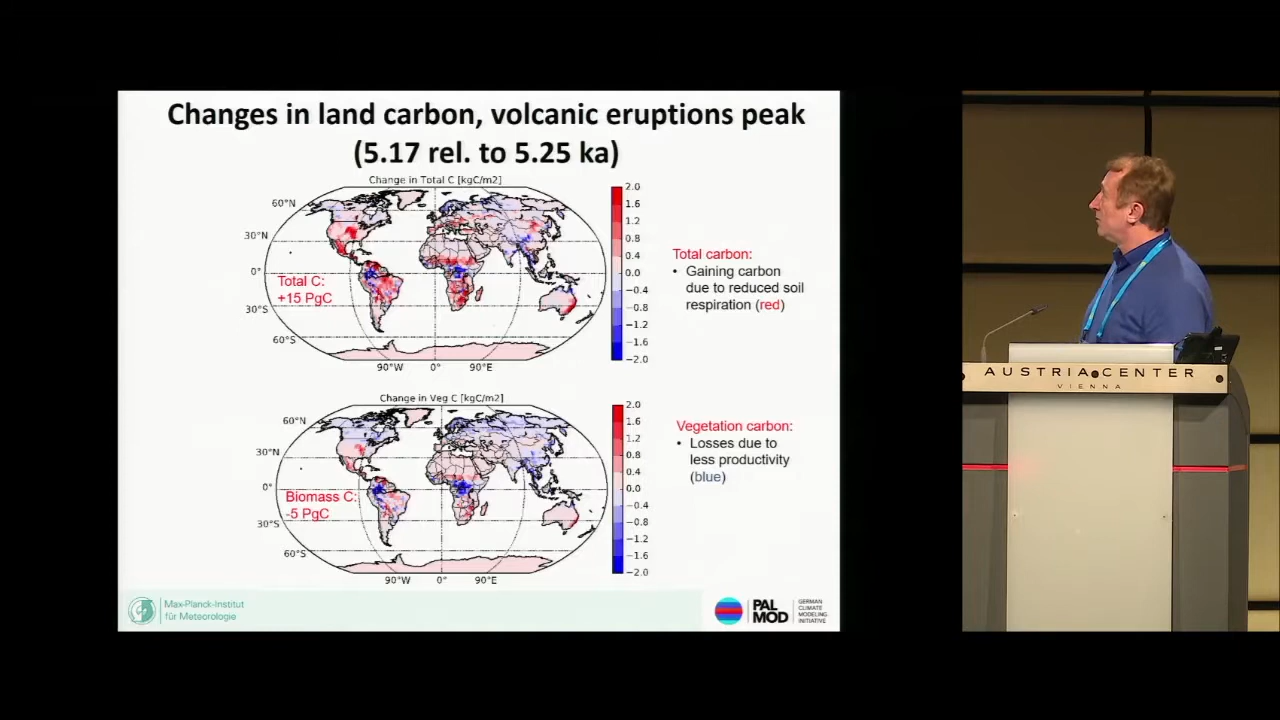 Changes in land carbon, volcanic eruptions peak
(5.17 rel. to 5.25 ka)
Change in Total C [kgC/m2]
60°N
30°N
0°
30°S
60°S
90°W 0° 90°E
2.0
1.6
1.2
0.8
0.4
0.0
−0.4
−0.8
−1.2
−1.6
−2.0
Total C:
+15 PgC
Total carbon:
• Gaining carbon
due to reduced soil
respiration (red)
Change in Veg C [kgC/m2]
60°N
30°N
0°
30°S
60°S
90°W 0° 90°E
2.0
1.6
1.2
0.8
0.4
0.0
−0.4
−0.8
−1.2
−1.6
−2.0
Biomass C:
-5 PgC
Vegetation carbon:
• Losses due to
less productivity
(blue)
Max-Planck-Institut
für Meteorologie
PAL
MOD
GERMAN
CLIMATE
MODELING
INITIATIVE
AUSTRIA CENTER
VIENNA